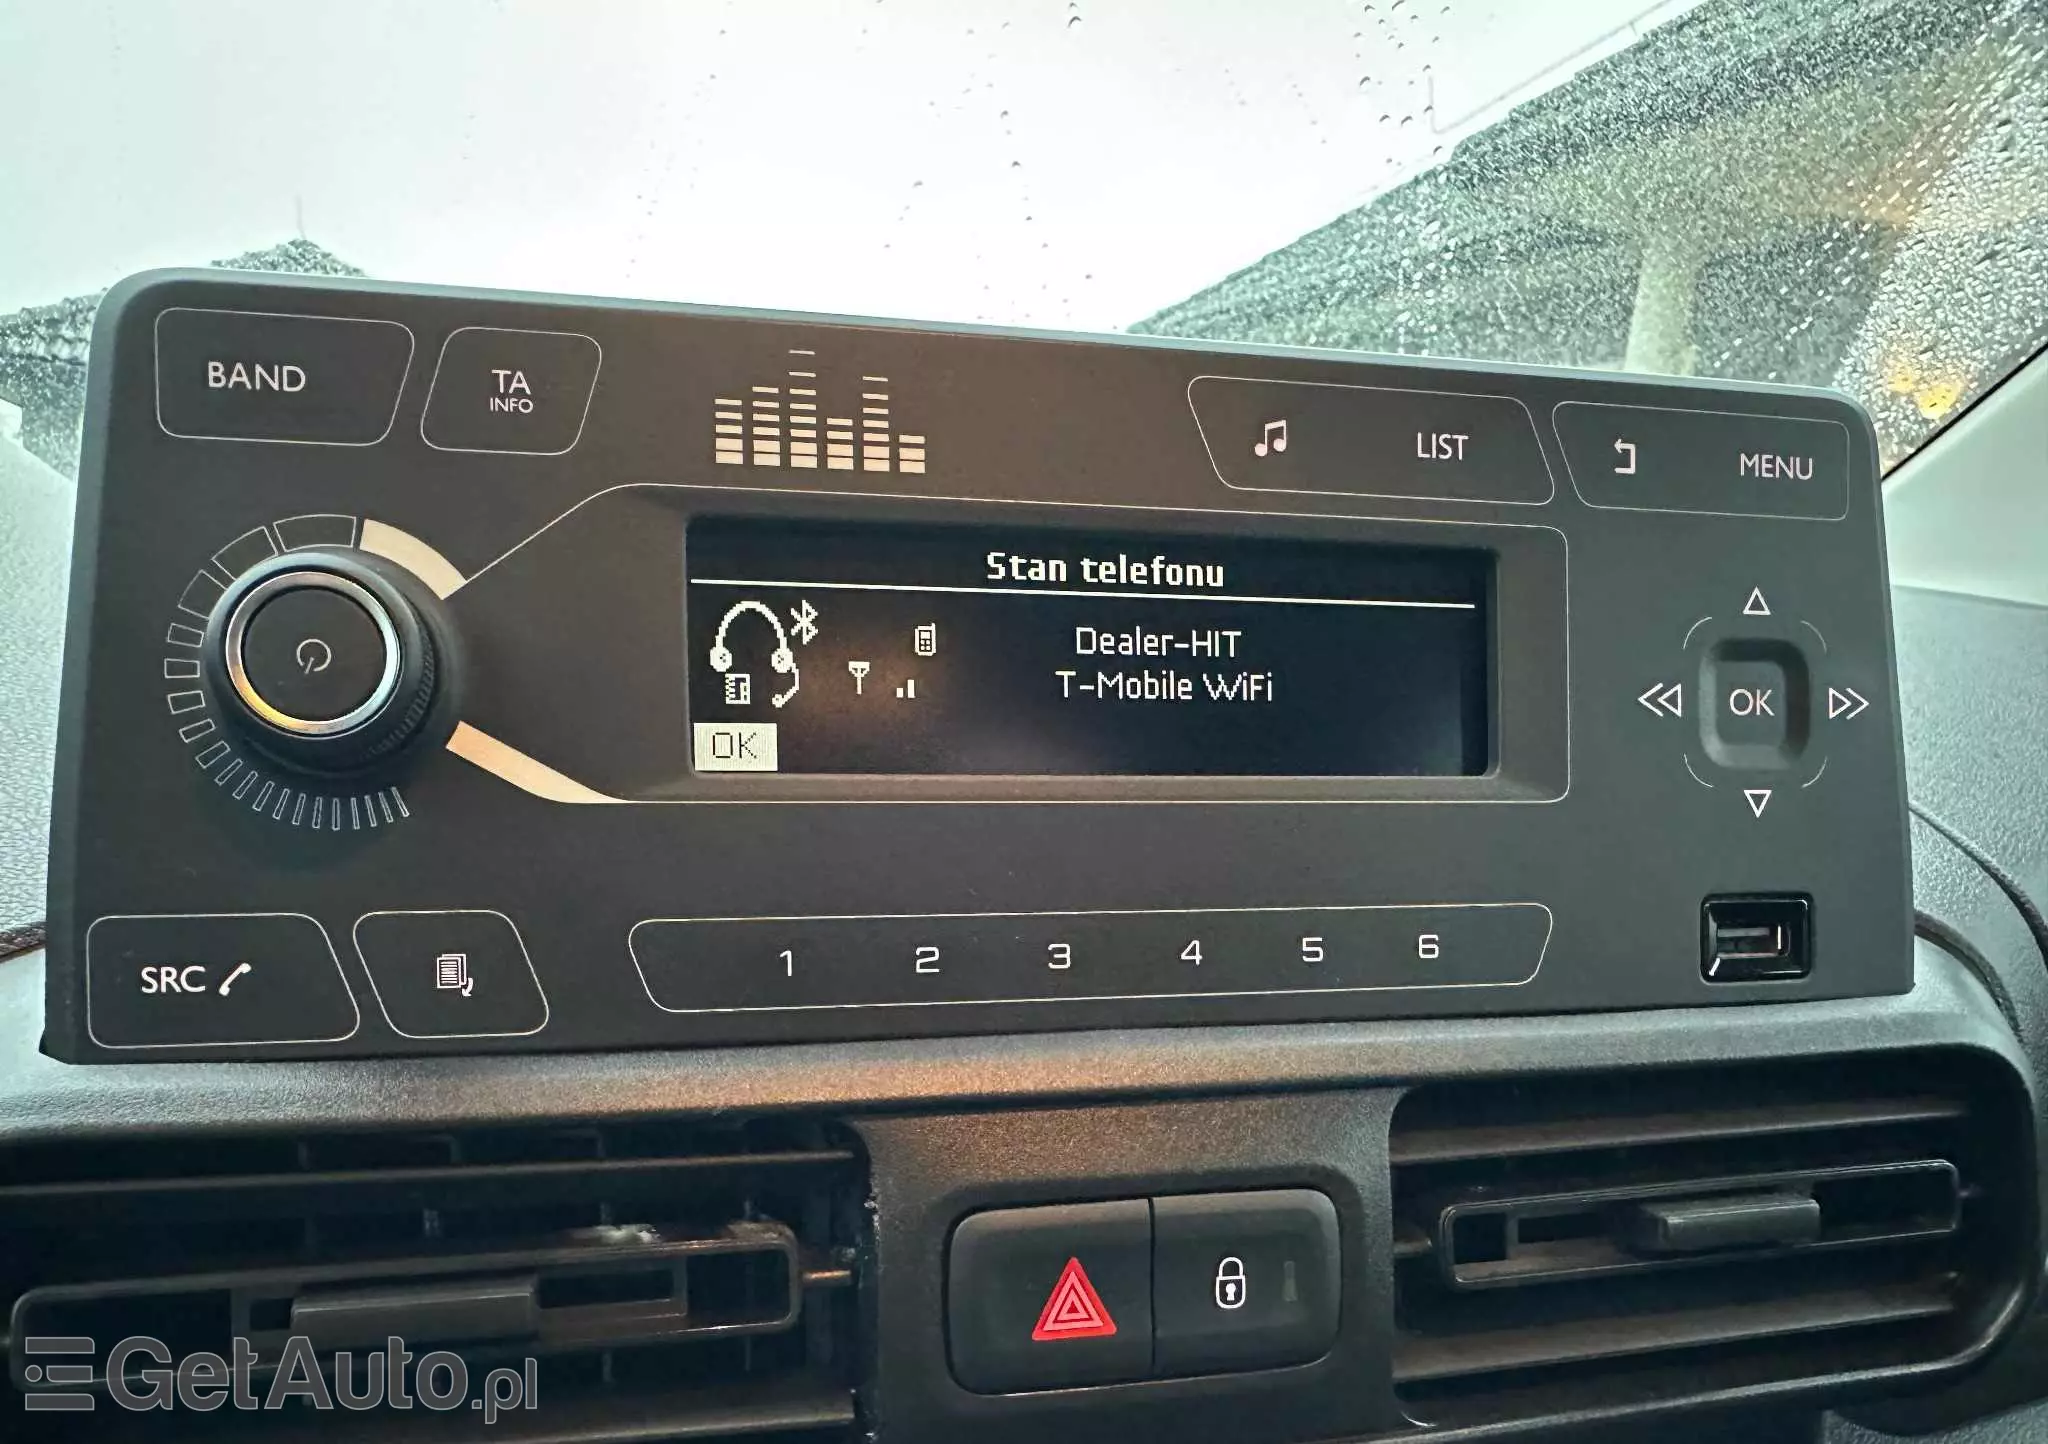 BAND
TA
INFO
LIST
MENU
Stan telefonu
Dealer-HIT
T-Mobile WiFi
OK
OK
SRC
1 2 3 4 5 6
GetAuto.pl